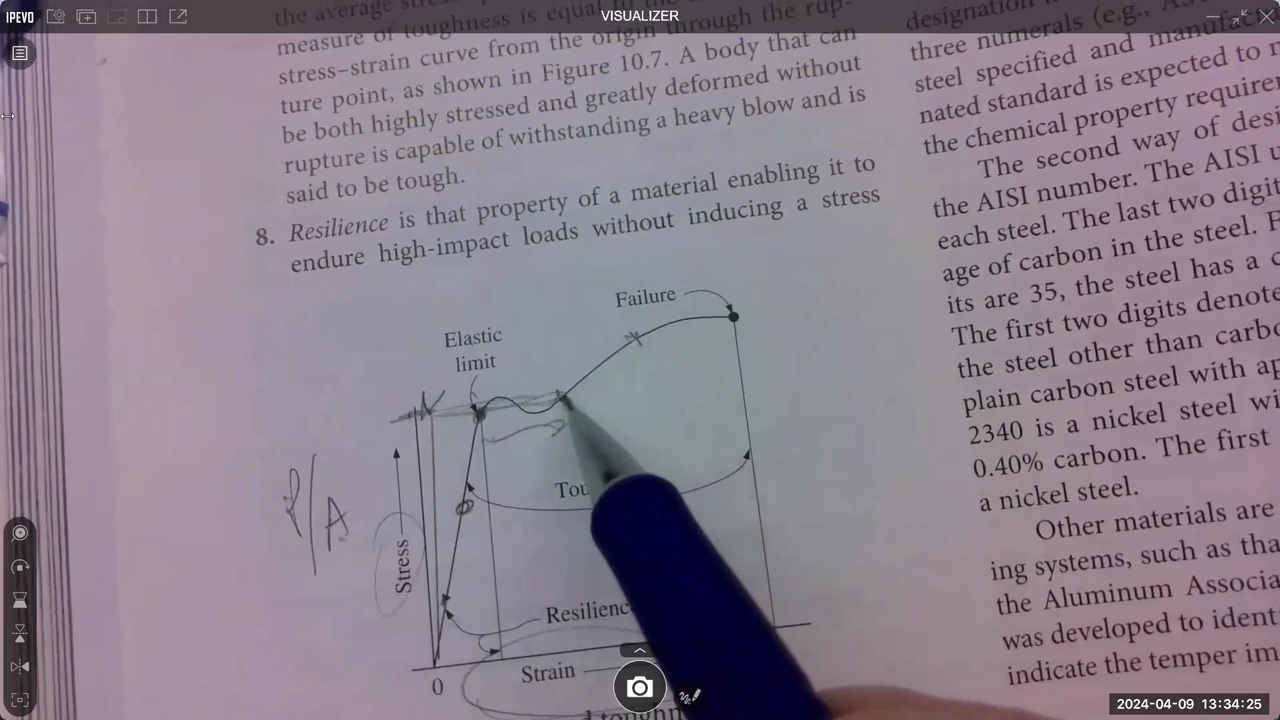 IPEVO
VISUALIZER
the average
measure of toughness is equal
stress–strain curve from the origin through the rup-
ture point, as shown in Figure 10.7. A body that can
be both highly stressed and greatly deformed without
rupture is capable of withstanding a heavy blow and is
said to be tough.
8. Resilience is that property of a material enabling it to
endure high-impact loads without inducing a stress
Failure
Elastic
limit
P/A
Stress
Tou
Resilienc
Strain
0
designation
three numerals (e.g., AS
steel specified and manufact
nated standard is expected to
the chemical property require
The second way of desi
the AISI number. The AISI
each steel. The last two digit
age of carbon in the steel. F
its are 35, the steel has a c
The first two digits denote
the steel other than carbo
plain carbon steel with ap
2340 is a nickel steel wi
0.40% carbon. The first
a nickel steel.
Other materials are
ing systems, such as tha
the Aluminum Associa
was developed to ident
indicate the temper im
2024-04-09 13:34:25